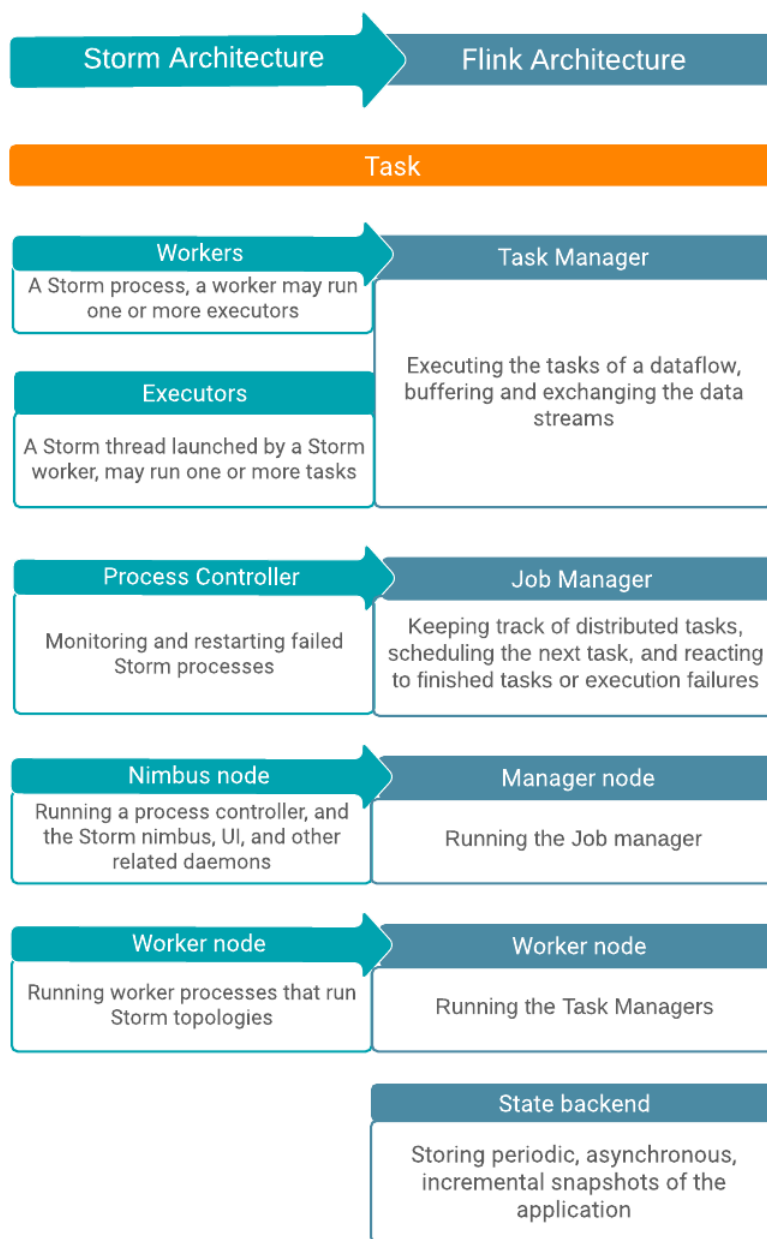 Storm Architecture
Flink Architecture
Task
Workers
A Storm process, a worker may run
one or more executors
Executors
A Storm thread launched by a Storm
worker, may run one or more tasks
Task Manager
Executing the tasks of a dataflow,
buffering and exchanging the data
streams
Process Controller
Monitoring and restarting failed
Storm processes
Job Manager
Keeping track of distributed tasks,
scheduling the next task, and reacting
to finished tasks or execution failures
Nimbus node
Running a process controller, and
the Storm nimbus, UI, and other
related daemons
Manager node
Running the Job manager
Worker node
Running worker processes that run
Storm topologies
Worker node
Running the Task Managers
State backend
Storing periodic, asynchronous,
incremental snapshots of the
application